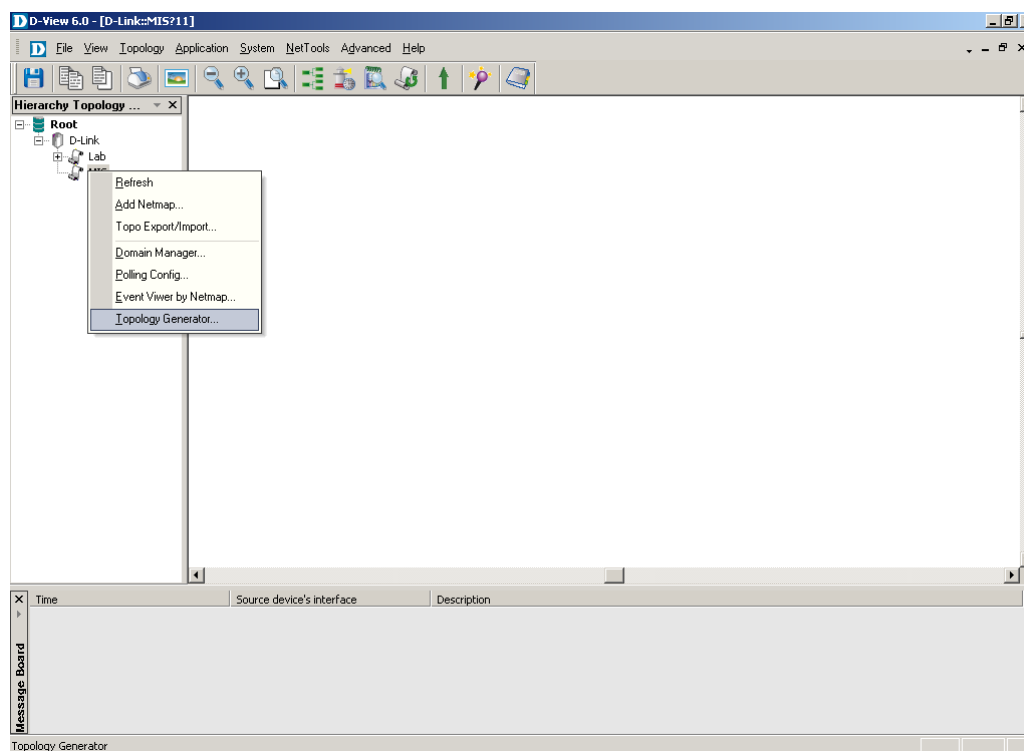 D-View 6.0 - [D-Link::MIS?11]
File View Topology Application System NetTools Advanced Help
Hierarchy Topology ...
Root
D-Link
Lab
MIS
Refresh
Add Netmap...
Topo Export/Import...
Domain Manager...
Polling Config...
Event Viwer by Netmap...
Topology Generator...
Time Source device's interface Description
Message Board
Topology Generator